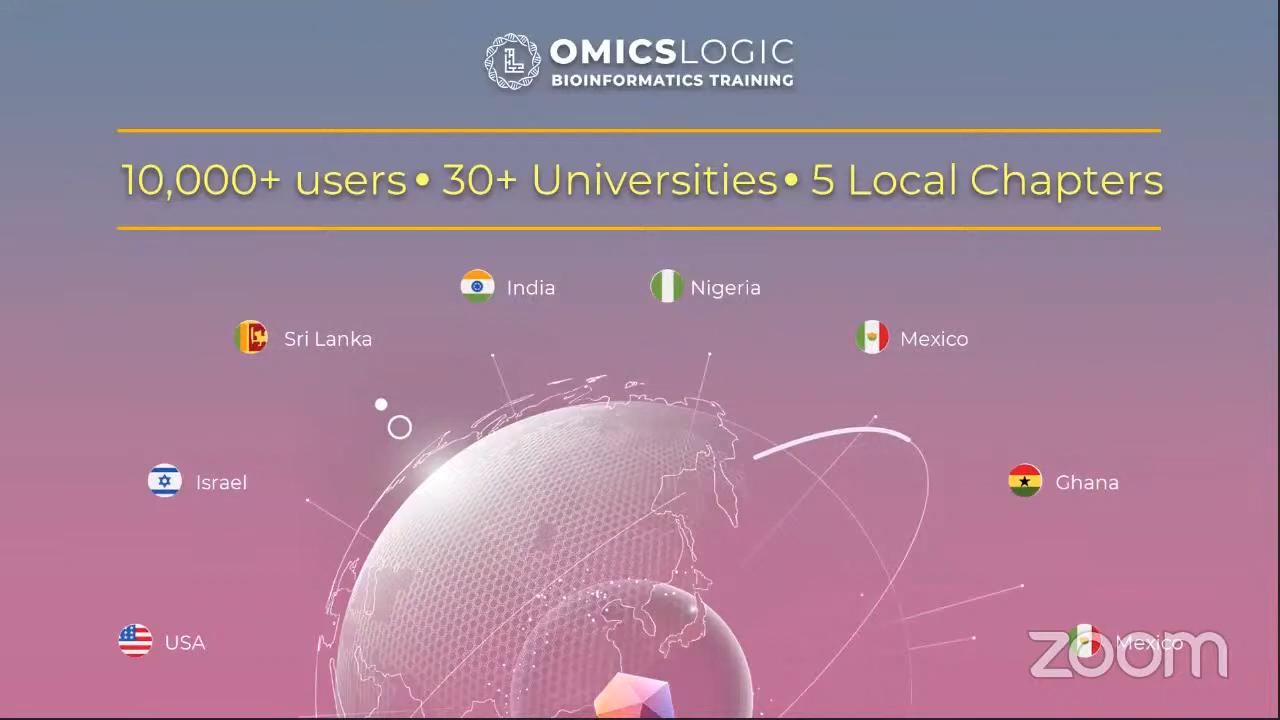 OMICSLOGIC
BIOINFORMATICS TRAINING
10,000+ users • 30+ Universities • 5 Local Chapters
India
Nigeria
Sri Lanka
Mexico
Israel
Ghana
USA
Mexico
zoom